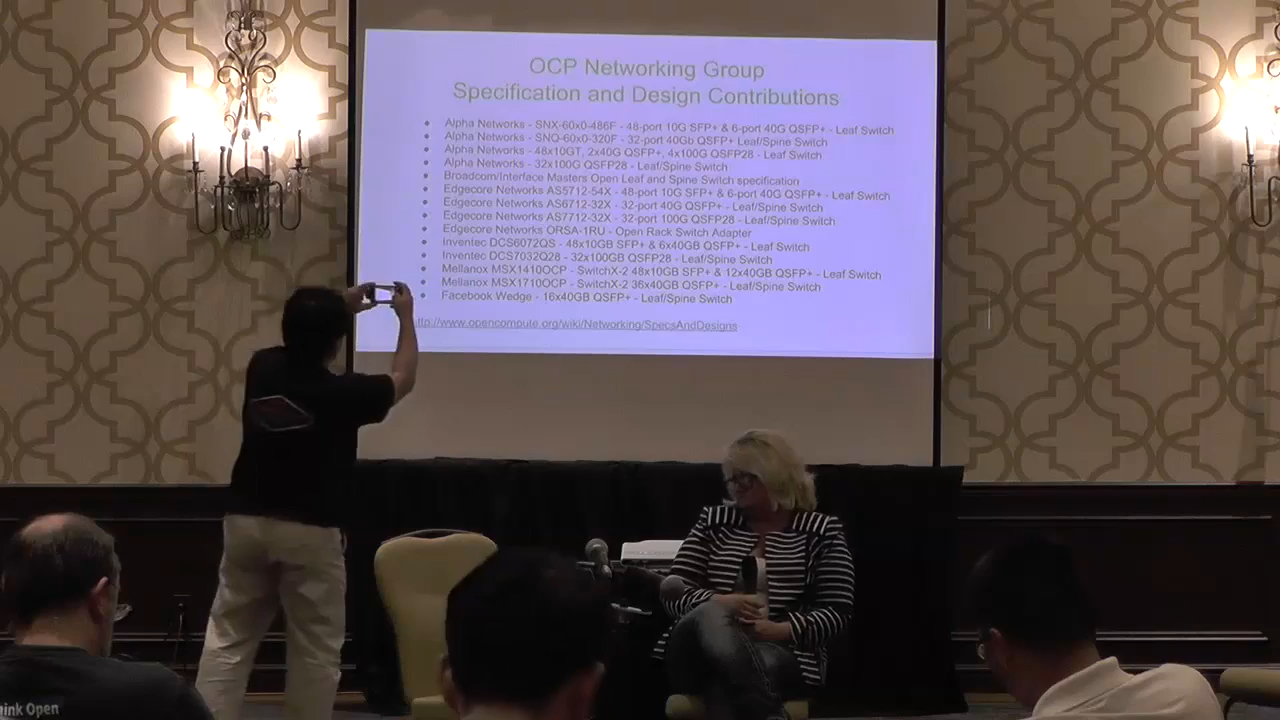 OCP Networking Group
Specification and Design Contributions
Alpha Networks - SNX-60x0-486F - 48-port 10G SFP+ & 6-port 40G QSFP+ - Leaf Switch
Alpha Networks - SNQ-60x0-320F - 32-port 40Gb QSFP+ Leaf/Spine Switch
Alpha Networks - 48x10GT, 2x40G QSFP+, 4x100G QSFP28 - Leaf Switch
Alpha Networks - 32x100G QSFP28 - Leaf/Spine Switch
Broadcom/Interface Masters Open Leaf and Spine Switch specification
Edgecore Networks AS5712-54X - 48-port 10G SFP+ & 6-port 40G QSFP+ - Leaf Switch
Edgecore Networks AS6712-32X - 32-port 40G QSFP+ - Leaf/Spine Switch
Edgecore Networks AS7712-32X - 32-port 100G QSFP28 - Leaf/Spine Switch
Edgecore Networks ORSA-1RU - Open Rack Switch Adapter
Inventec DCS6072QS - 48x10GB SFP+ & 6x40GB QSFP+ - Leaf Switch
Inventec DCS7032Q28 - 32x100GB QSFP28 - Leaf/Spine Switch
Mellanox MSX1410OCP - SwitchX-2 48x10GB SFP+ & 12x40GB QSFP+ - Leaf Switch
Mellanox MSX1710OCP - SwitchX-2 36x40GB QSFP+ - Leaf/Spine Switch
Facebook Wedge - 16x40GB QSFP+ - Leaf/Spine Switch
http://www.opencompute.org/wiki/Networking/SpecsAndDesigns
ink Open